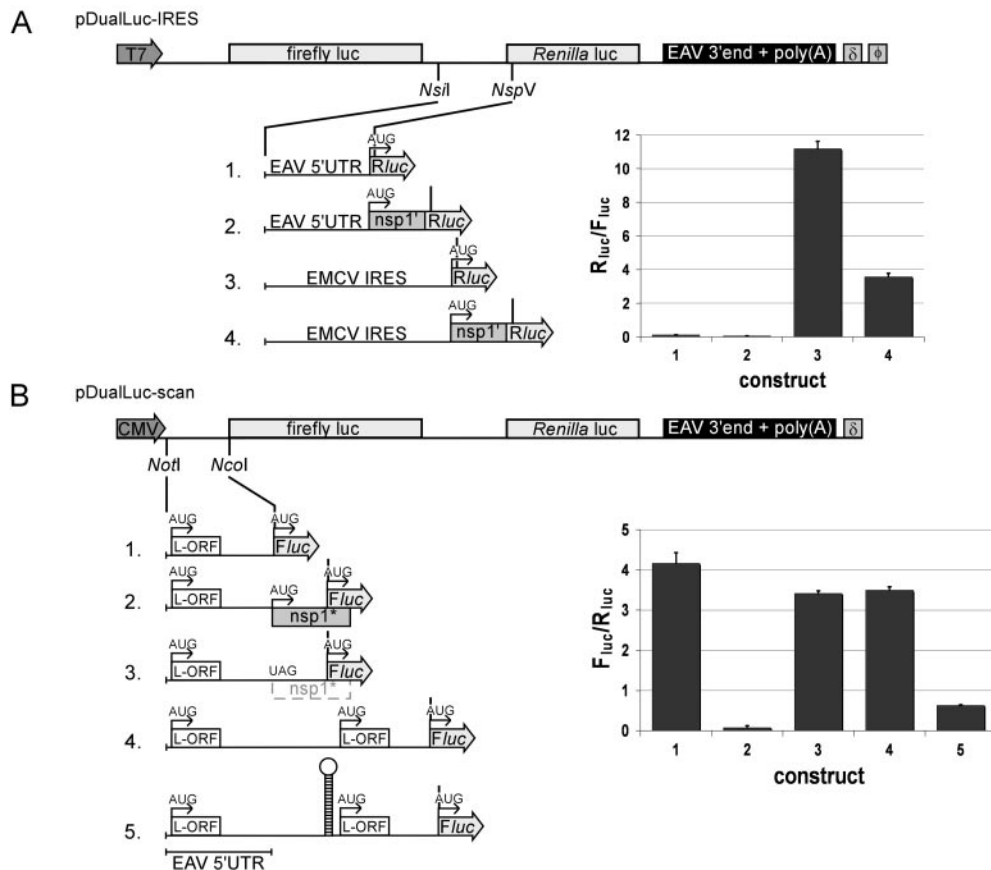 A
pDualLuc-IRES
T7
firefly luc
Renilla luc
EAV 3'end + poly(A)
δ
ϕ
NsiI
NspV
1.
EAV 5'UTR
AUG
Rluc
2.
EAV 5'UTR
AUG
nsp1'
Rluc
3.
EMCV IRES
AUG
Rluc
4.
EMCV IRES
AUG
nsp1'
Rluc
Rluc/Fluc
12
10
8
6
4
2
0
1 2 3 4
construct
B
pDualLuc-scan
CMV
firefly luc
Renilla luc
EAV 3'end + poly(A)
δ
NotI
NcoI
1.
AUG
L-ORF
AUG
Fluc
2.
AUG
L-ORF
AUG
nsp1*
AUG
Fluc
3.
AUG
L-ORF
UAG
nsp1*
AUG
Fluc
4.
AUG
L-ORF
AUG
L-ORF
AUG
Fluc
5.
AUG
L-ORF
AUG
L-ORF
AUG
Fluc
EAV 5'UTR
Fluc/Rluc
5
4
3
2
1
0
1 2 3 4 5
construct